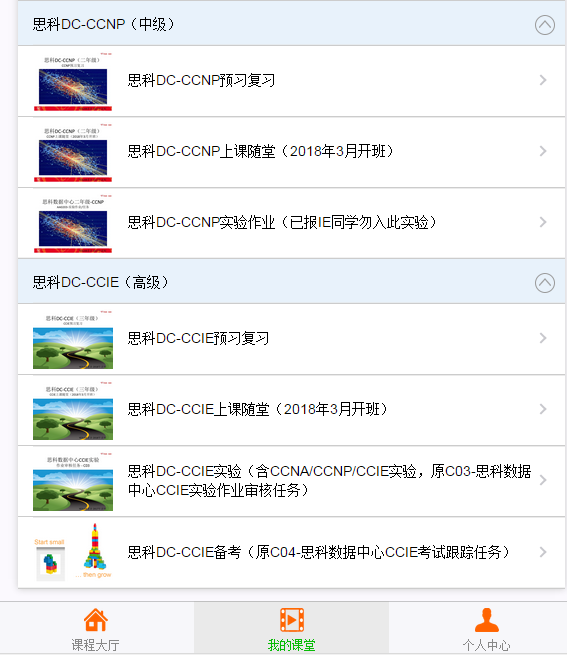 思科DC-CCNP（中级）
思科DC-CCNP（二年级）
CCNP预习复习
思科DC-CCNP预习复习
思科DC-CCNP（二年级）
思科DC-CCNP上课随堂（2018年3月开班）
思科数据中心二年级-CCNP
思科DC-CCNP实验作业（已报IE同学勿入此实验）
思科DC-CCIE（高级）
思科DC-CCIE（三年级）
思科DC-CCIE预习复习
思科DC-CCIE（三年级）
思科DC-CCIE上课随堂（2018年3月开班）
思科数据中心CCIE实验
思科DC-CCIE实验（含CCNA/CCNP/CCIE实验，原C03-思科数据
中心CCIE实验作业审核任务）
Start small
... then grow
思科DC-CCIE备考（原C04-思科数据中心CCIE考试跟踪任务）
课程大厅
我的课堂
个人中心